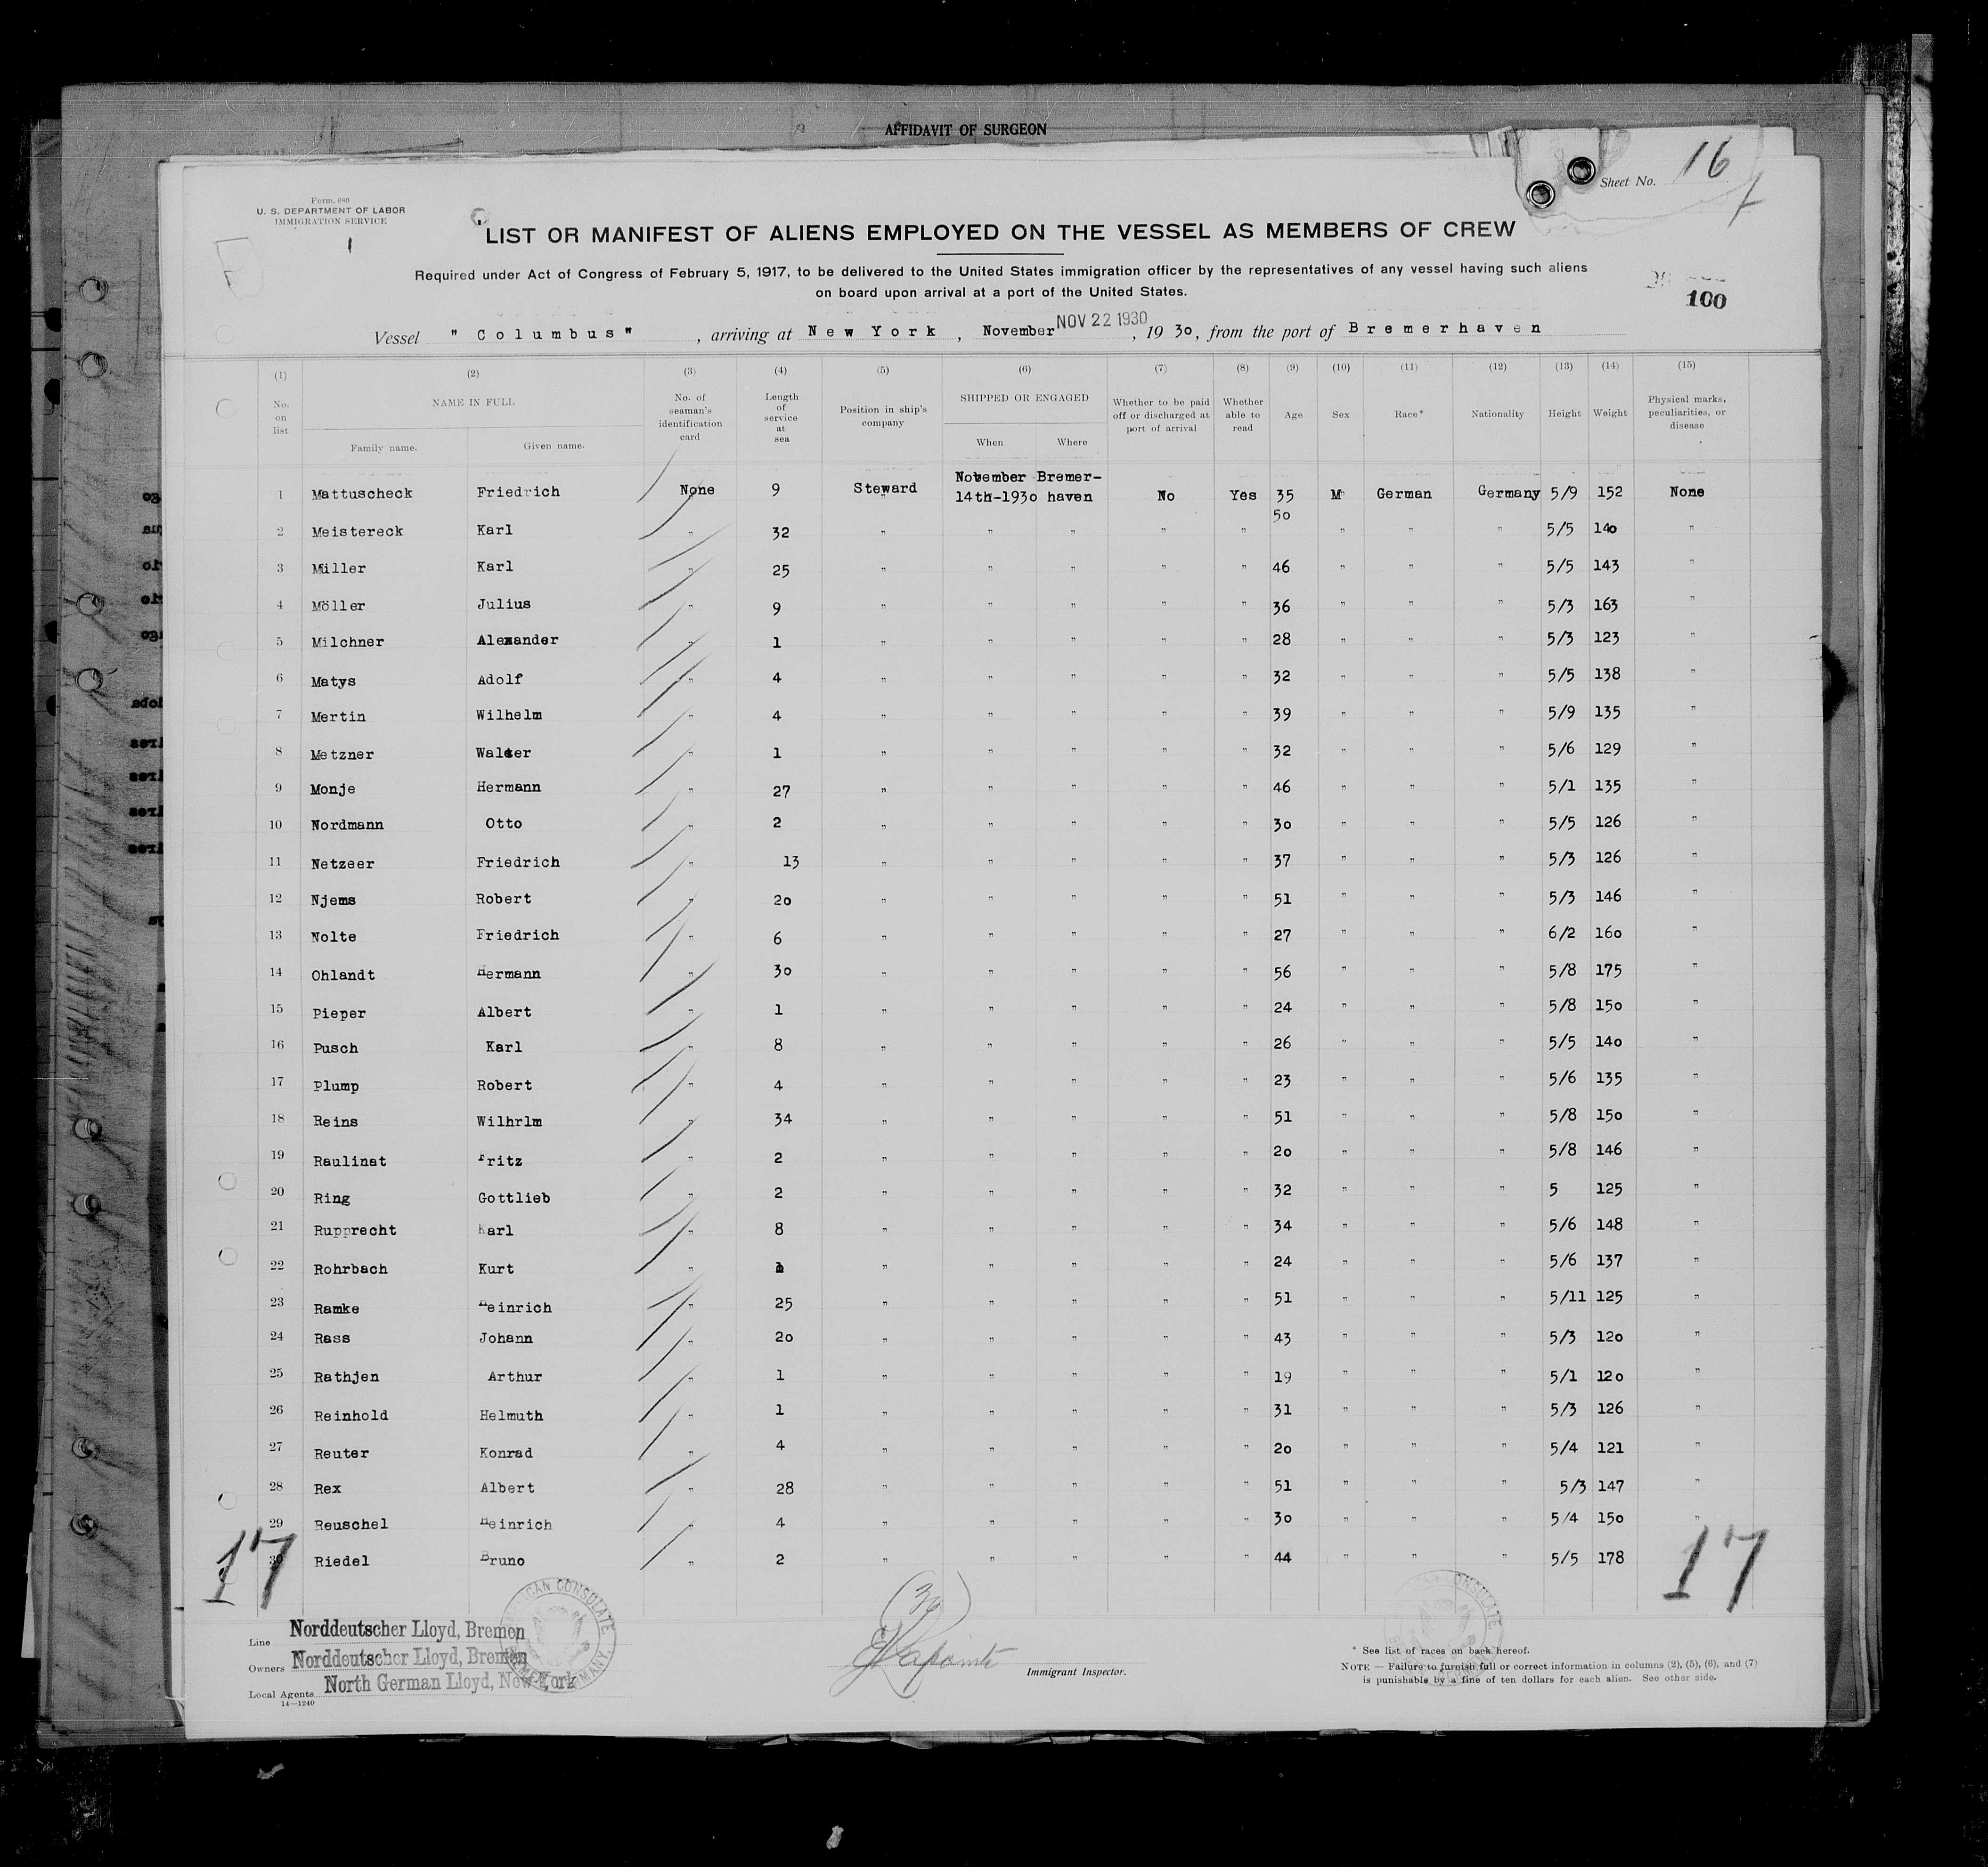 AFFIDAVIT OF SURGEON
Sheet No. 16
Form 680
U. S. DEPARTMENT OF LABOR
IMMIGRATION SERVICE
LIST OR MANIFEST OF ALIENS EMPLOYED ON THE VESSEL AS MEMBERS OF CREW
Required under Act of Congress of February 5, 1917, to be delivered to the United States immigration officer by the representatives of any vessel having such aliens
on board upon arrival at a port of the United States.
100
Vessel "Columbus", arriving at New York, November NOV 22 1930, 1930, from the port of Bremerhaven
(1) (2) (3) (4) (5) (6) (7) (8) (9) (10) (11) (12) (13) (14) (15)
No. on list NAME IN FULL Family name. Given name. No. of seaman's identification card Length of service at sea Position in ship's company SHIPPED OR ENGAGED When Where Whether to be paid off or discharged at port of arrival Whether able to read Age Sex Race* Nationality Height Weight Physical marks, peculiarities, or disease
1 Mattuscheck Friedrich None 9 Steward November 14th-1930 Bremer-haven No Yes 35 M German Germany 5/9 152 None
2 Meistereck Karl " 32 " " " " " 50 " " " 5/5 140 "
3 Miller Karl " 25 " " " " " 46 " " " 5/5 143 "
4 Möller Julius " 9 " " " " " 36 " " " 5/3 163 "
5 Milchner Alexander " 1 " " " " " 28 " " " 5/3 123 "
6 Matys Adolf " 4 " " " " " 32 " " " 5/5 138 "
7 Mertin Wilhelm " 4 " " " " " 39 " " " 5/9 135 "
8 Metzner Walter " 1 " " " " " 32 " " " 5/6 129 "
9 Monje Hermann " 27 " " " " " 46 " " " 5/1 135 "
10 Nordmann Otto " 2 " " " " " 30 " " " 5/5 126 "
11 Netzeer Friedrich " 13 " " " " " 37 " " " 5/3 126 "
12 Njems Robert " 20 " " " " " 51 " " " 5/3 146 "
13 Nolte Friedrich " 6 " " " " " 27 " " " 6/2 160 "
14 Ohlandt Hermann " 30 " " " " " 56 " " " 5/8 175 "
15 Pieper Albert " 1 " " " " " 24 " " " 5/8 150 "
16 Pusch Karl " 8 " " " " " 26 " " " 5/5 140 "
17 Plump Robert " 4 " " " " " 23 " " " 5/6 135 "
18 Reins Wilhrlm " 34 " " " " " 51 " " " 5/8 150 "
19 Raulinat Fritz " 2 " " " " " 20 " " " 5/8 146 "
20 Ring Gottlieb " 2 " " " " " 32 " " " 5 125 "
21 Rupprecht Karl " 8 " " " " " 34 " " " 5/6 148 "
22 Rohrbach Kurt " 1 " " " " " 24 " " " 5/6 137 "
23 Ramke Heinrich " 25 " " " " " 51 " " " 5/11 125 "
24 Rass Johann " 20 " " " " " 43 " " " 5/3 120 "
25 Rathjen Arthur " 1 " " " " " 19 " " " 5/1 120 "
26 Reinhold Helmuth " 1 " " " " " 31 " " " 5/3 126 "
27 Reuter Konrad " 4 " " " " " 20 " " " 5/4 121 "
28 Rex Albert " 28 " " " " " 51 " " " 5/3 147 "
29 Reuschel Heinrich " 4 " " " " " 30 " " " 5/4 150 "
30 Riedel Bruno " 2 " " " " " 44 " " " 5/5 178 "
17 17
(30)
Line Norddeutscher Lloyd, Bremen
Owners Norddeutscher Lloyd, Bremen
Local Agents North German Lloyd, New-York
14—1240
Immigrant Inspector.
* See list of races on back hereof.
NOTE — Failure to furnish full or correct information in columns (2), (5), (6), and (7)
is punishable by a fine of ten dollars for each alien. See other side.